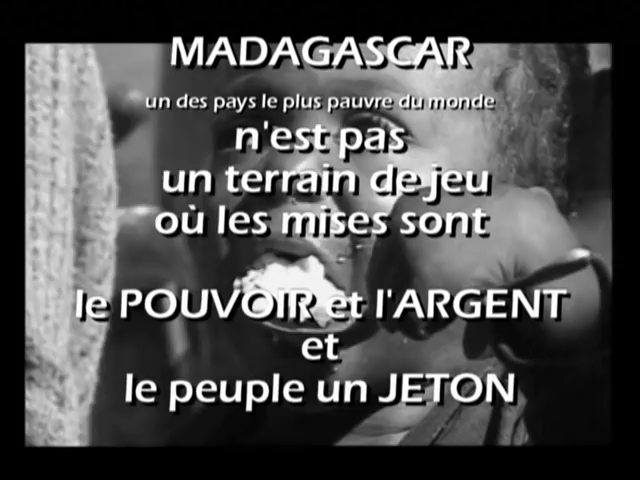 MADAGASCAR
un des pays le plus pauvre du monde
n'est pas
un terrain de jeu
où les mises sont
le POUVOIR et l'ARGENT
et
le peuple un JETON